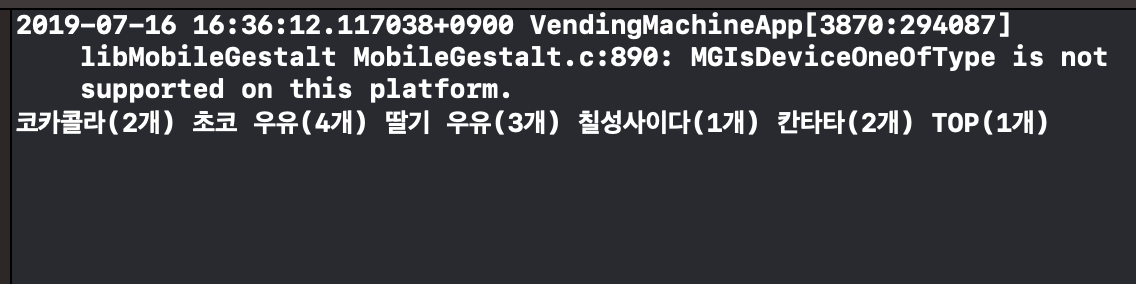 2019-07-16 16:36:12.117038+0900 VendingMachineApp[3870:294087]
libMobileGestalt MobileGestalt.c:890: MGIsDeviceOneOfType is not
supported on this platform.
코카콜라(2개) 초코 우유(4개) 딸기 우유(3개) 칠성사이다(1개) 칸타타(2개) TOP(1개)